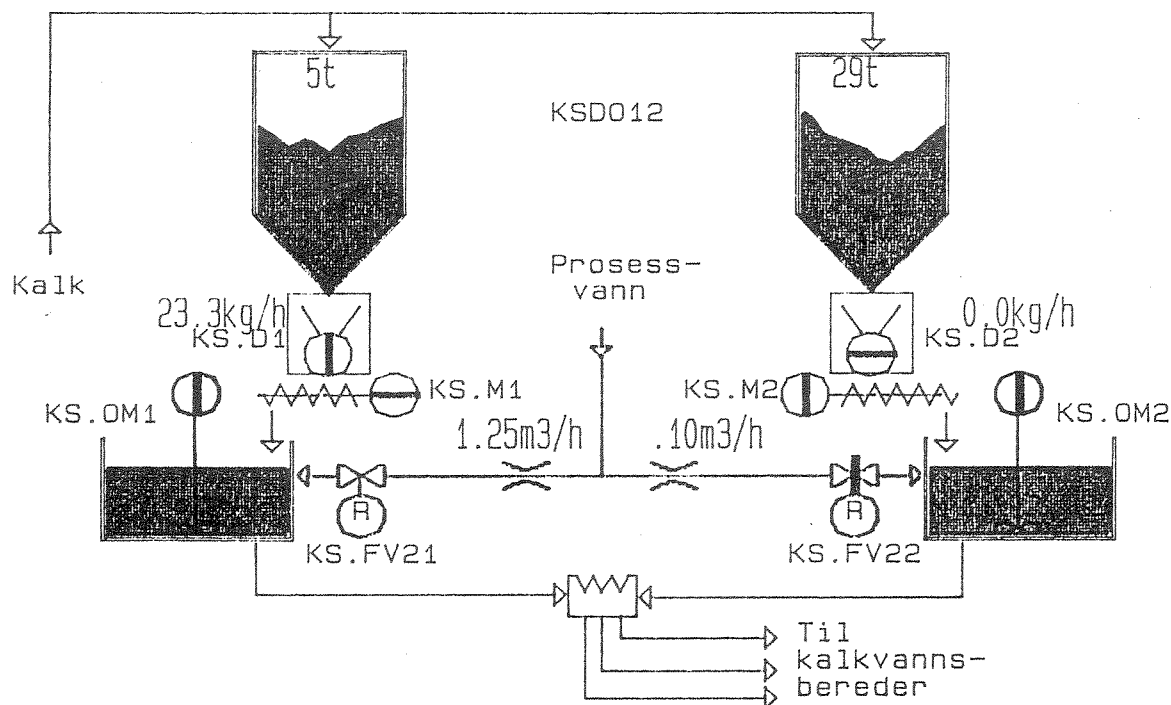 5t
29t
KSDO12
Kalk
Prosess-
vann
23.3kg/h
KS.D1
0.0kg/h
KS.D2
KS.M1
KS.M2
KS.OM1
KS.OM2
1.25m3/h
.10m3/h
R
R
KS.FV21
KS.FV22
Til
kalkvanns-
bereder